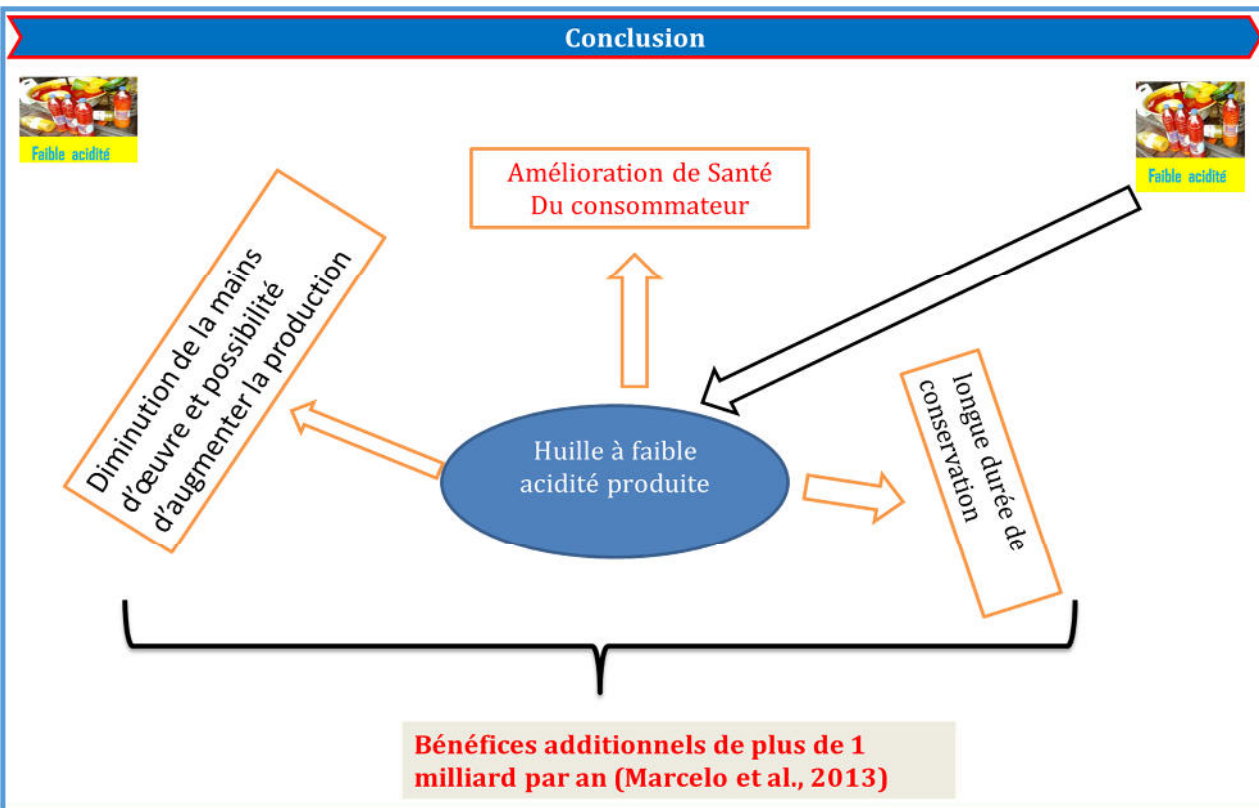 Conclusion
Faible acidité
Faible acidité
Amélioration de Santé
Du consommateur
Diminution de la mains
d'œuvre et possibilité
d'augmenter la production
Huille à faible
acidité produite
longue durée de
conservation
Bénéfices additionnels de plus de 1
milliard par an (Marcelo et al., 2013)